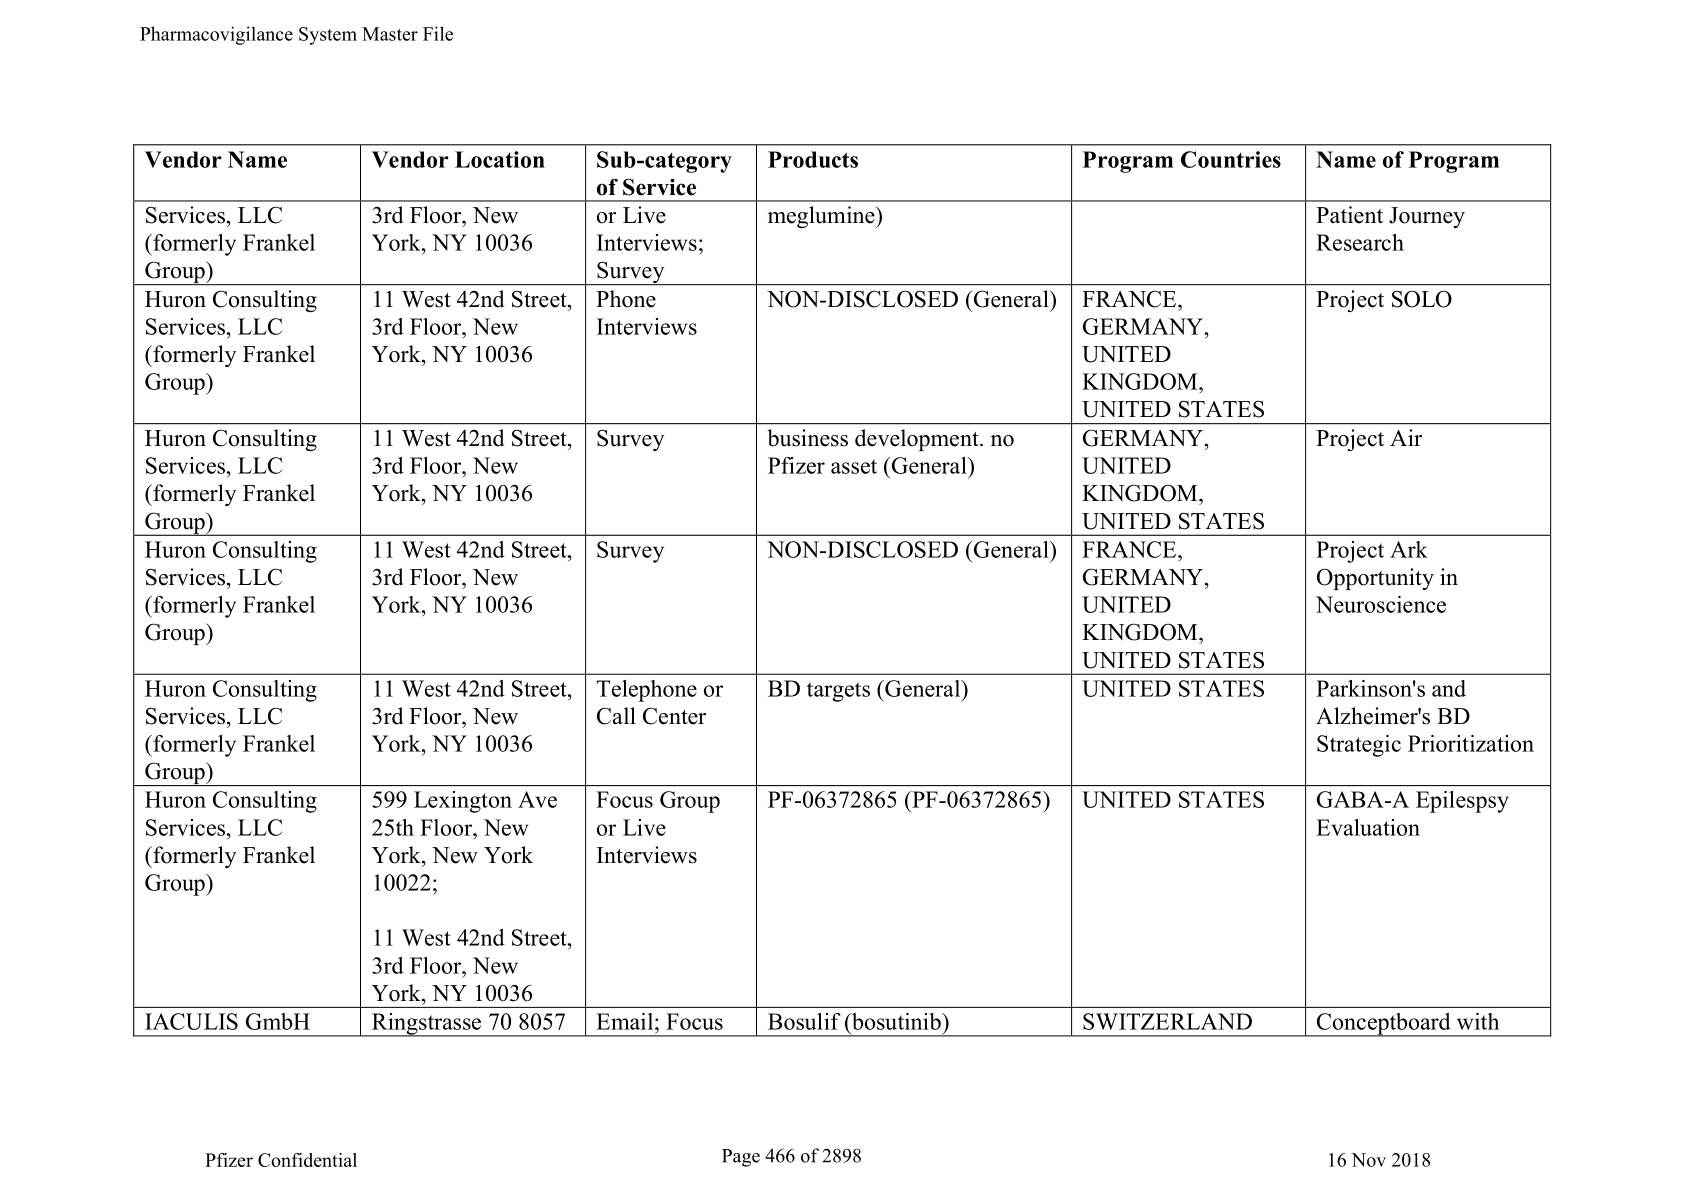 Pharmacovigilance System Master File
Vendor Name
Vendor Location
Sub-category
of Service
Products
Program Countries
Name of Program
Services, LLC
(formerly Frankel
Group)
3rd Floor, New
York, NY 10036
or Live
Interviews;
Survey
meglumine)
Patient Journey
Research
Huron Consulting
Services, LLC
(formerly Frankel
Group)
11 West 42nd Street,
3rd Floor, New
York, NY 10036
Phone
Interviews
NON-DISCLOSED (General)
FRANCE,
GERMANY,
UNITED
KINGDOM,
UNITED STATES
Project SOLO
Huron Consulting
Services, LLC
(formerly Frankel
Group)
11 West 42nd Street,
3rd Floor, New
York, NY 10036
Survey
business development. no
Pfizer asset (General)
GERMANY,
UNITED
KINGDOM,
UNITED STATES
Project Air
Huron Consulting
Services, LLC
(formerly Frankel
Group)
11 West 42nd Street,
3rd Floor, New
York, NY 10036
Survey
NON-DISCLOSED (General)
FRANCE,
GERMANY,
UNITED
KINGDOM,
UNITED STATES
Project Ark
Opportunity in
Neuroscience
Huron Consulting
Services, LLC
(formerly Frankel
Group)
11 West 42nd Street,
3rd Floor, New
York, NY 10036
Telephone or
Call Center
BD targets (General)
UNITED STATES
Parkinson's and
Alzheimer's BD
Strategic Prioritization
Huron Consulting
Services, LLC
(formerly Frankel
Group)
599 Lexington Ave
25th Floor, New
York, New York
10022;
11 West 42nd Street,
3rd Floor, New
York, NY 10036
Focus Group
or Live
Interviews
PF-06372865 (PF-06372865)
UNITED STATES
GABA-A Epilespsy
Evaluation
IACULIS GmbH
Ringstrasse 70 8057
Email; Focus
Bosulif (bosutinib)
SWITZERLAND
Conceptboard with
Pfizer Confidential
Page 466 of 2898
16 Nov 2018